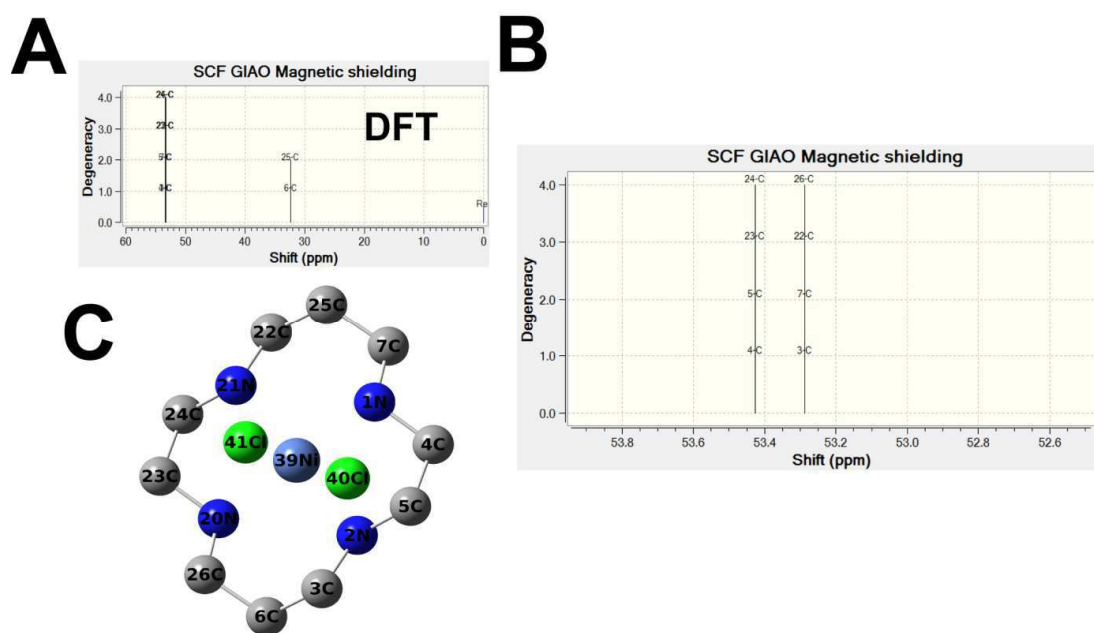 A
SCF GIAO Magnetic shielding
DFT
Degeneracy
4.0
3.0
2.0
1.0
0.0
24-C
5-C
4-C
25-C
6-C
Re
60
50
40
30
20
10
0
Shift (ppm)
B
SCF GIAO Magnetic shielding
Degeneracy
4.0
3.0
2.0
1.0
0.0
24-C 26-C
23-C 22-C
5-C 7-C
4-C 3-C
53.8
53.6
53.4
53.2
53.0
52.8
52.6
Shift (ppm)
C
25C
22C
7C
21N
1N
24C
41Cl
4C
39Ni
23C
40Cl
5C
20N
2N
26C
3C
6C